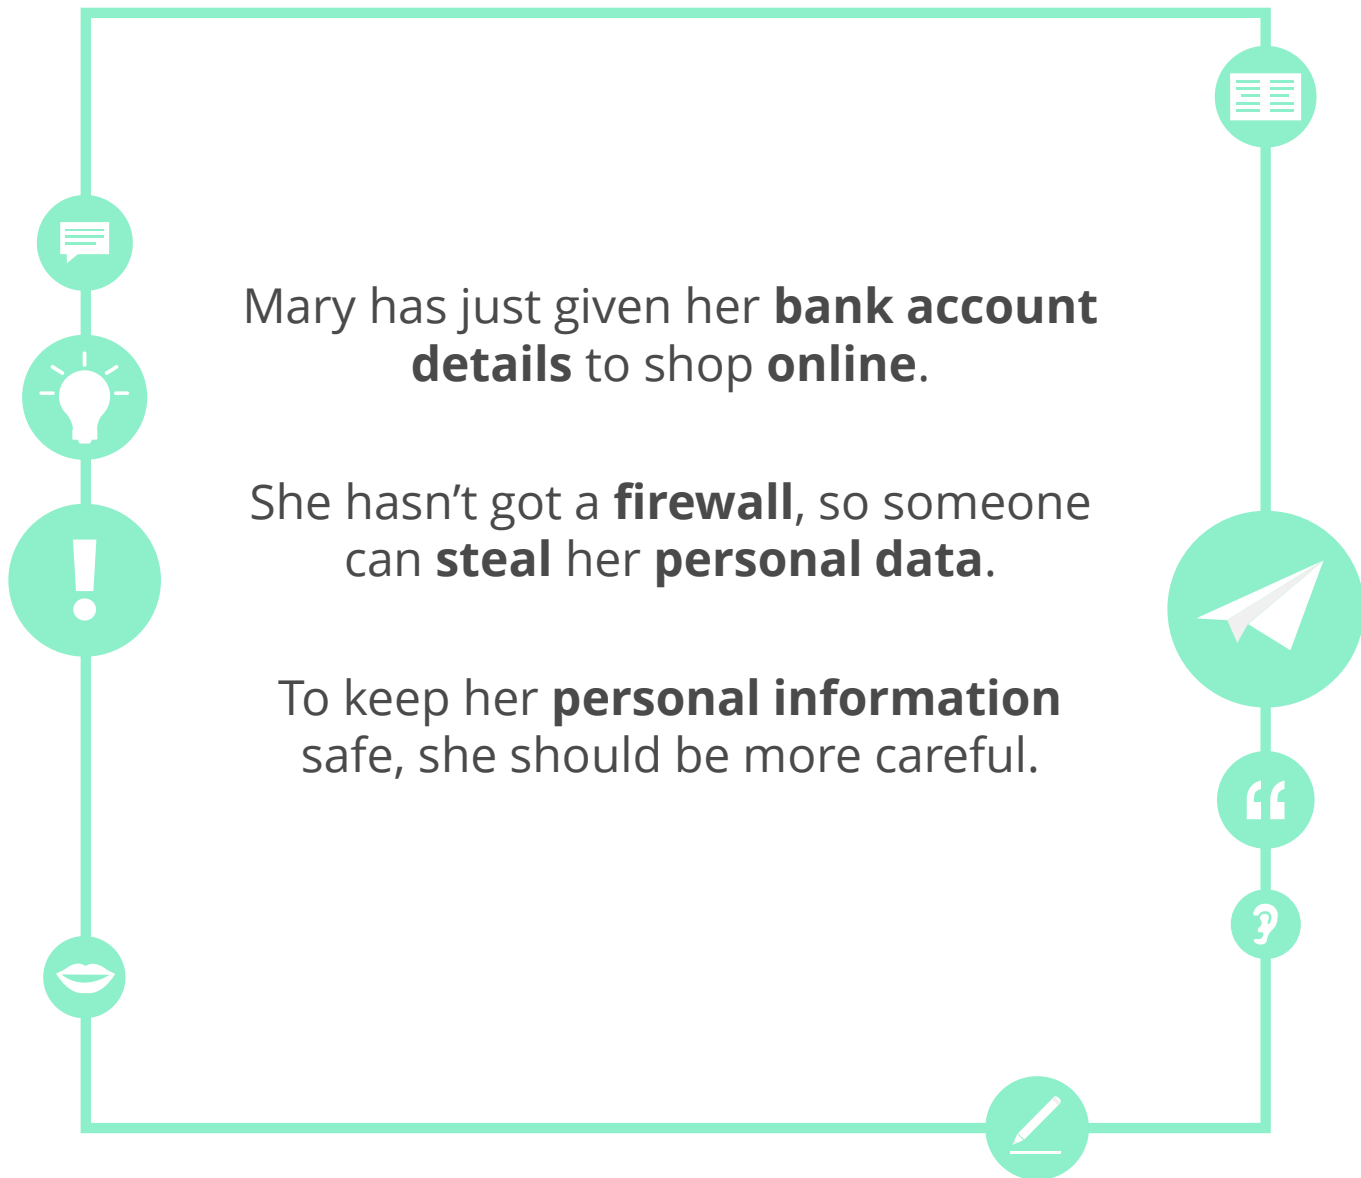 Mary has just given her bank account
details to shop online.
She hasn’t got a firewall, so someone
can steal her personal data.
To keep her personal information
safe, she should be more careful.